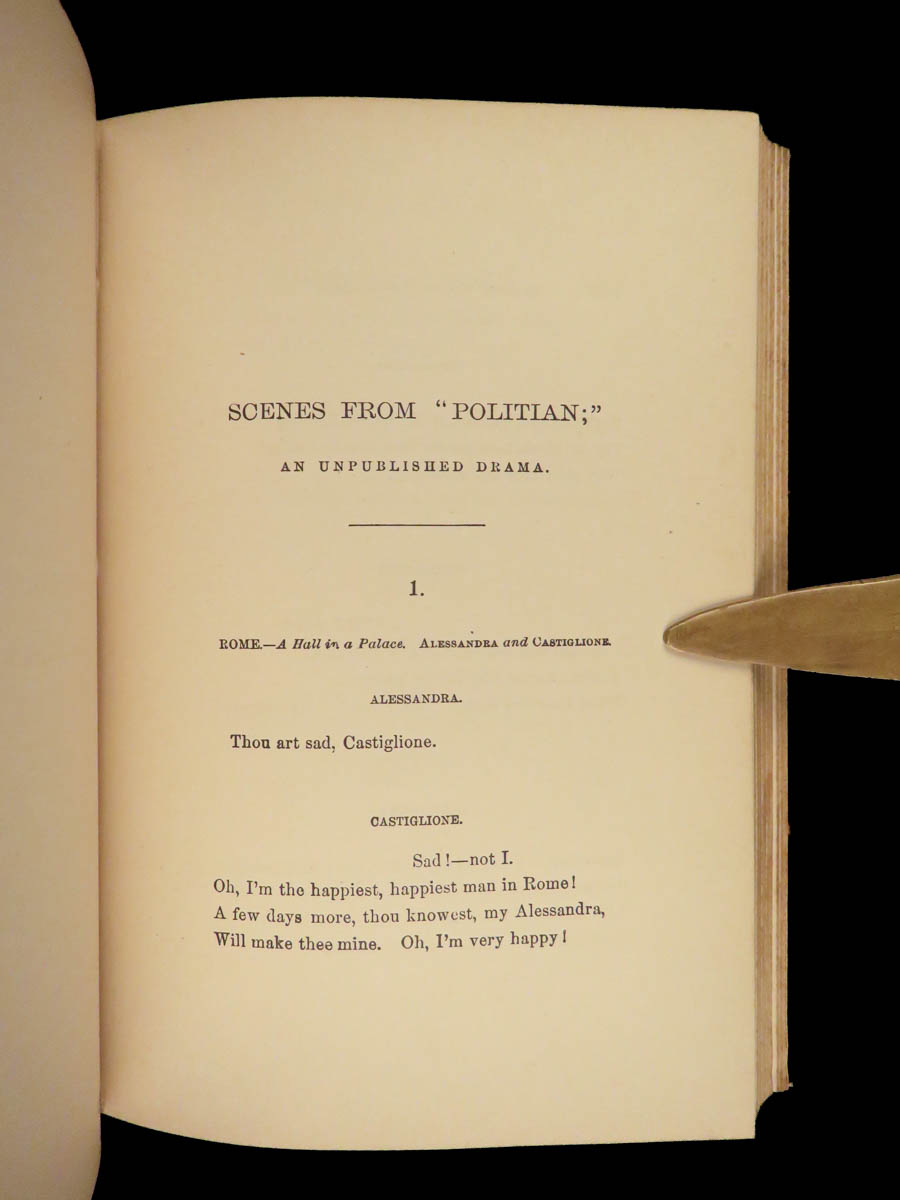 SCENES FROM “POLITIAN;”
AN UNPUBLISHED DRAMA.
1.
ROME.—A Hall in a Palace. ALESSANDRA and CASTIGLIONE.
ALESSANDRA.
Thou art sad, Castiglione.
CASTIGLIONE.
Sad!—not I.
Oh, I'm the happiest, happiest man in Rome!
A few days more, thou knowest, my Alessandra,
Will make thee mine. Oh, I'm very happy!